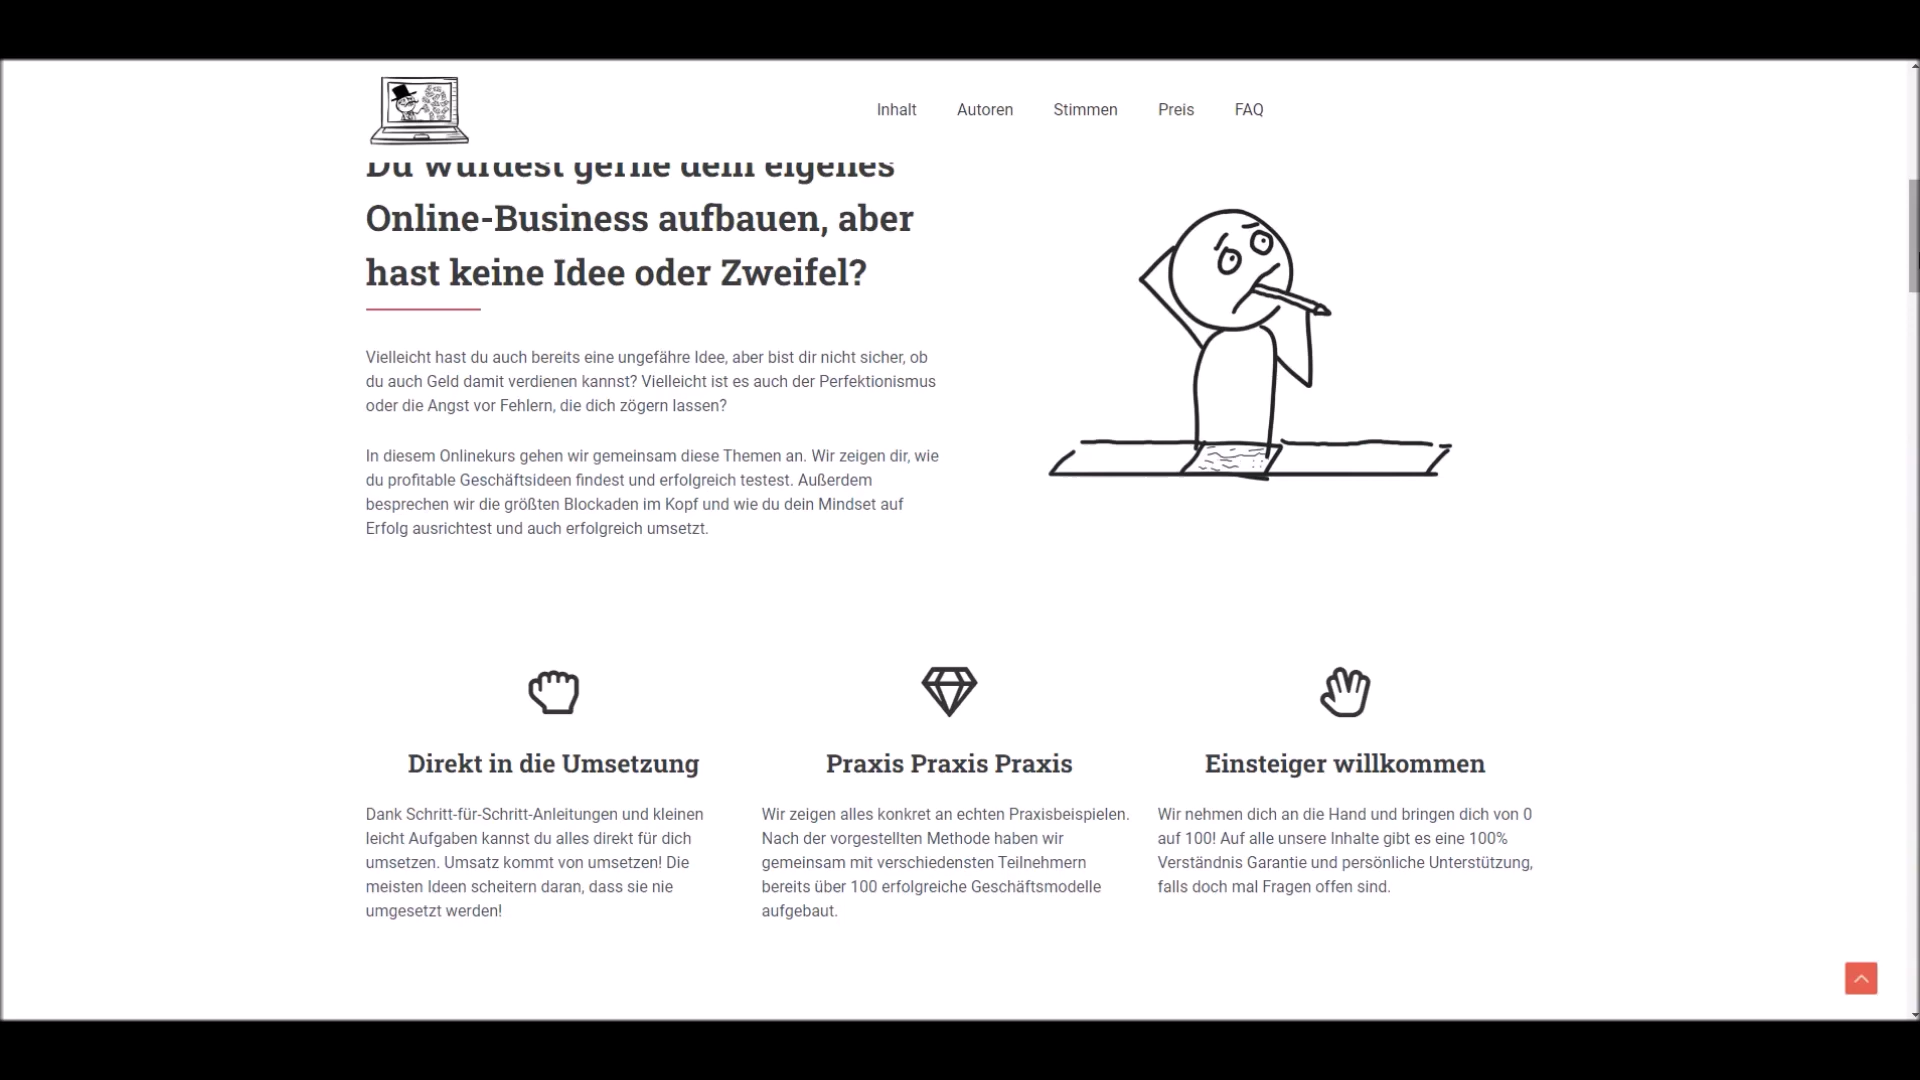 Inhalt Autoren Stimmen Preis FAQ
Du würdest gerne dein eigenes
Online-Business aufbauen, aber
hast keine Idee oder Zweifel?
Vielleicht hast du auch bereits eine ungefähre Idee, aber bist dir nicht sicher, ob
du auch Geld damit verdienen kannst? Vielleicht ist es auch der Perfektionismus
oder die Angst vor Fehlern, die dich zögern lassen?
In diesem Onlinekurs gehen wir gemeinsam diese Themen an. Wir zeigen dir, wie
du profitable Geschäftsideen findest und erfolgreich testest. Außerdem
besprechen wir die größten Blockaden im Kopf und wie du dein Mindset auf
Erfolg ausrichtest und auch erfolgreich umsetzt.
Direkt in die Umsetzung
Dank Schritt-für-Schritt-Anleitungen und kleinen
leicht Aufgaben kannst du alles direkt für dich
umsetzen. Umsatz kommt von umsetzen! Die
meisten Ideen scheitern daran, dass sie nie
umgesetzt werden!
Praxis Praxis Praxis
Wir zeigen alles konkret an echten Praxisbeispielen.
Nach der vorgestellten Methode haben wir
gemeinsam mit verschiedensten Teilnehmern
bereits über 100 erfolgreiche Geschäftsmodelle
aufgebaut.
Einsteiger willkommen
Wir nehmen dich an die Hand und bringen dich von 0
auf 100! Auf alle unsere Inhalte gibt es eine 100%
Verständnis Garantie und persönliche Unterstützung,
falls doch mal Fragen offen sind.